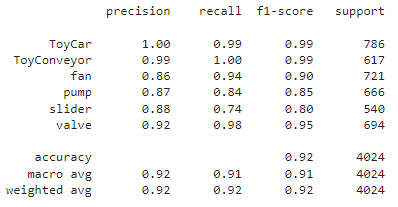 precision recall f1-score support
ToyCar 1.00 0.99 0.99 786
ToyConveyor 0.99 1.00 0.99 617
fan 0.86 0.94 0.90 721
pump 0.87 0.84 0.85 666
slider 0.88 0.74 0.80 540
valve 0.92 0.98 0.95 694
accuracy 0.92 4024
macro avg 0.92 0.91 0.91 4024
weighted avg 0.92 0.92 0.92 4024